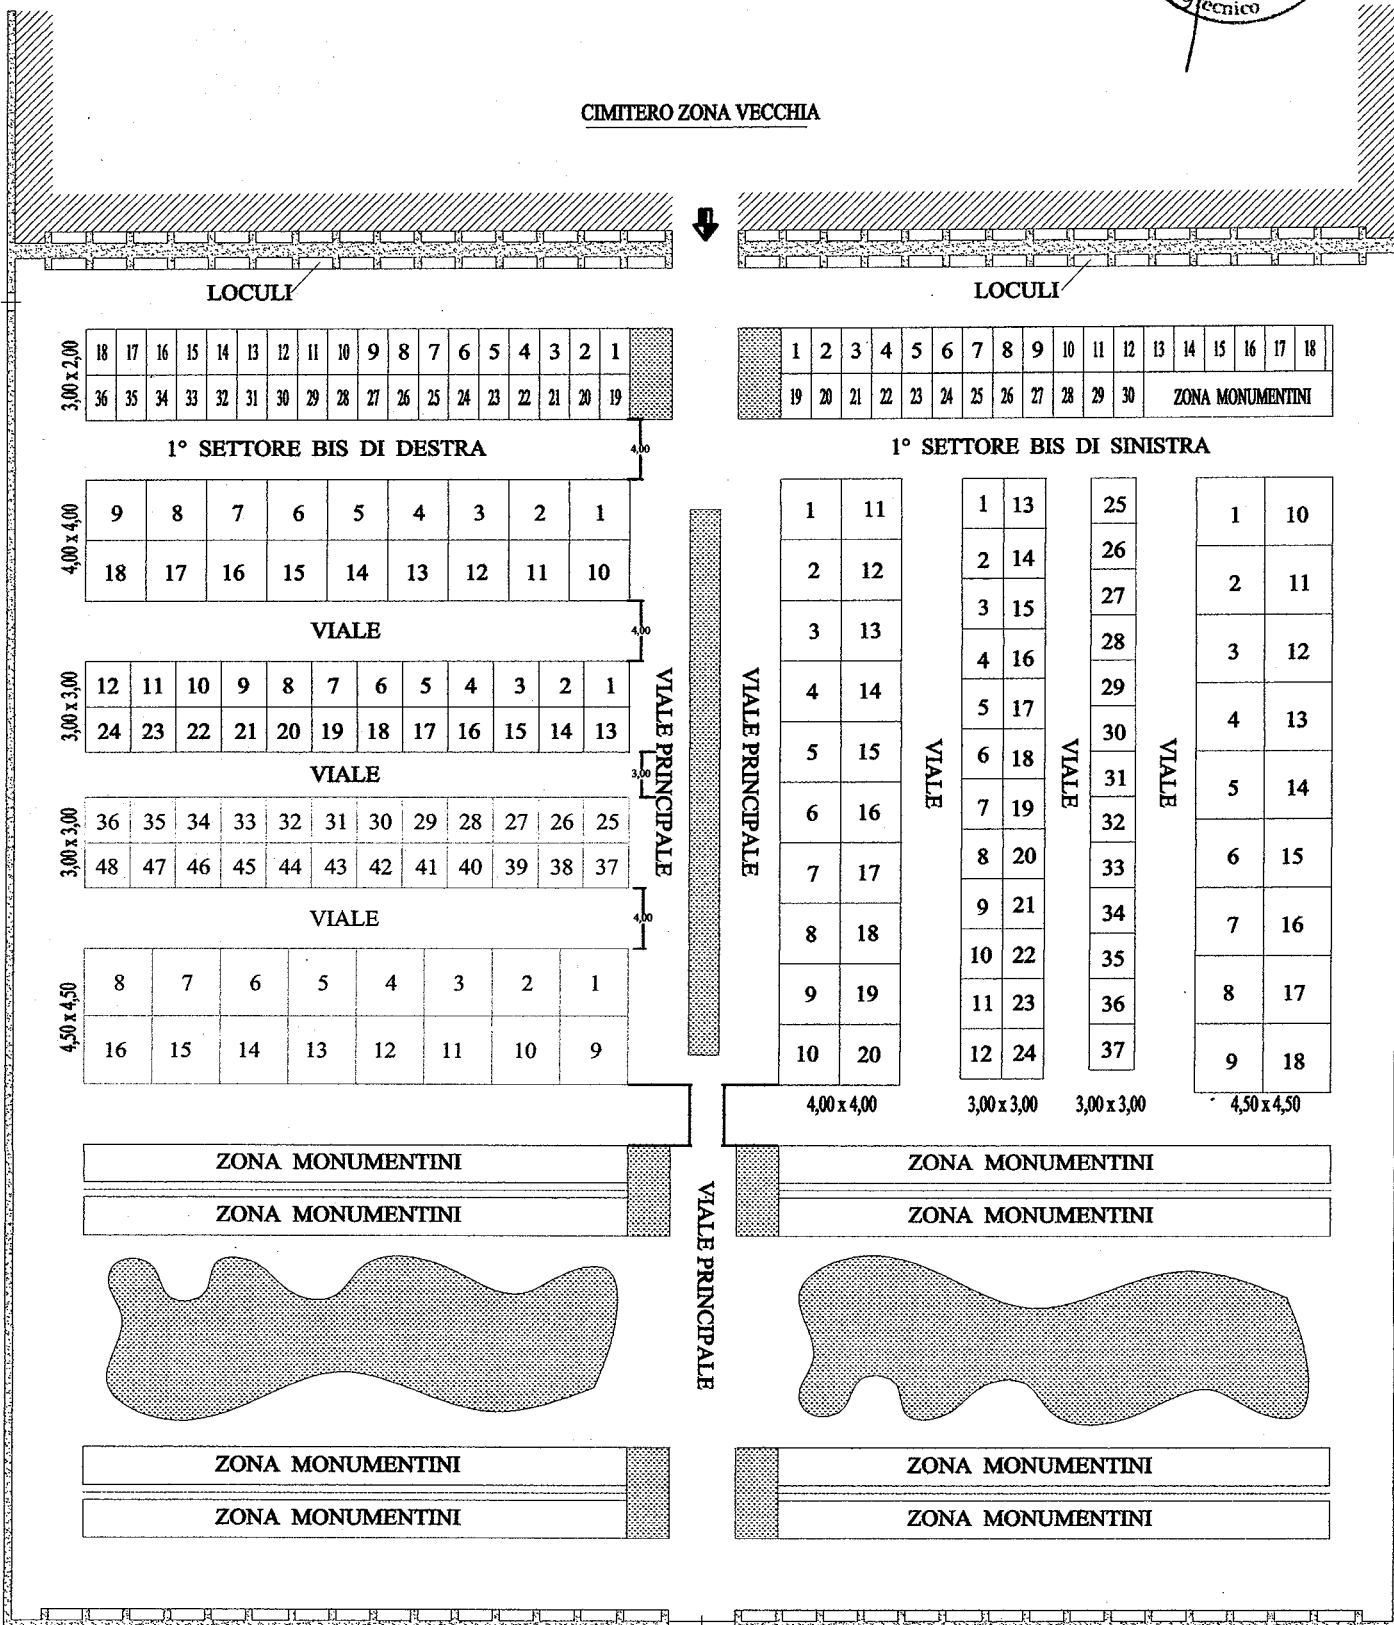 tecnico
CIMITERO ZONA VECCHIA
LOCULI
LOCULI
3,00 x 2,00
18 17 16 15 14 13 12 11 10 9 8 7 6 5 4 3 2 1
36 35 34 33 32 31 30 29 28 27 26 25 24 23 22 21 20 19
1° SETTORE BIS DI DESTRA
4,00
4,00 x 4,00
9 8 7 6 5 4 3 2 1
18 17 16 15 14 13 12 11 10
VIALE
4,00
3,00 x 3,00
12 11 10 9 8 7 6 5 4 3 2 1
24 23 22 21 20 19 18 17 16 15 14 13
VIALE
3,00
3,00 x 3,00
36 35 34 33 32 31 30 29 28 27 26 25
48 47 46 45 44 43 42 41 40 39 38 37
VIALE
4,00
4,50 x 4,50
8 7 6 5 4 3 2 1
16 15 14 13 12 11 10 9
VIALE PRINCIPALE
VIALE PRINCIPALE
1 2 3 4 5 6 7 8 9 10 11 12 13 14 15 16 17 18
19 20 21 22 23 24 25 26 27 28 29 30 ZONA MONUMENTINI
1° SETTORE BIS DI SINISTRA
1 11
2 12
3 13
4 14
5 15
6 16
7 17
8 18
9 19
10 20
4,00 x 4,00
VIALE
1 13
2 14
3 15
4 16
5 17
6 18
7 19
8 20
9 21
10 22
11 23
12 24
3,00 x 3,00
VIALE
25
26
27
28
29
30
31
32
33
34
35
36
37
3,00 x 3,00
VIALE
1 10
2 11
3 12
4 13
5 14
6 15
7 16
8 17
9 18
4,50 x 4,50
ZONA MONUMENTINI
ZONA MONUMENTINI
ZONA MONUMENTINI
ZONA MONUMENTINI
VIALE PRINCIPALE
ZONA MONUMENTINI
ZONA MONUMENTINI
ZONA MONUMENTINI
ZONA MONUMENTINI